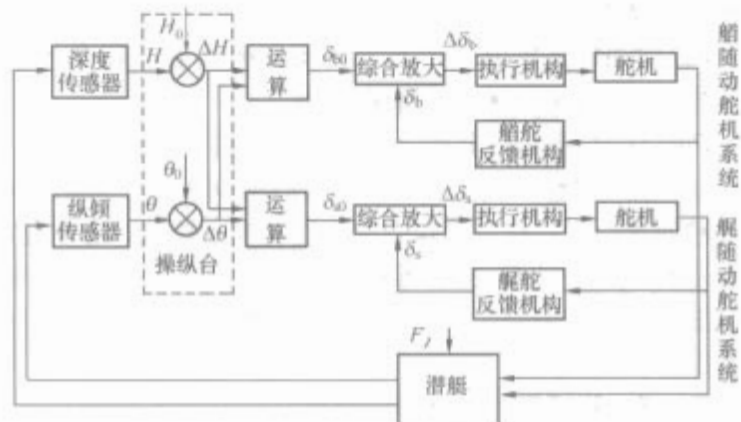 H₀
深度
传感器
H
ΔH
运
算
δb0
综合放大
Δδb
执行机构
舵机
δb
艏舵
反馈机构
艏随动舵机系统
θ₀
纵倾
传感器
θ
Δθ
操纵台
运
算
δs0
综合放大
Δδs
执行机构
舵机
δs
艉舵
反馈机构
艉随动舵机系统
Ff
潜艇